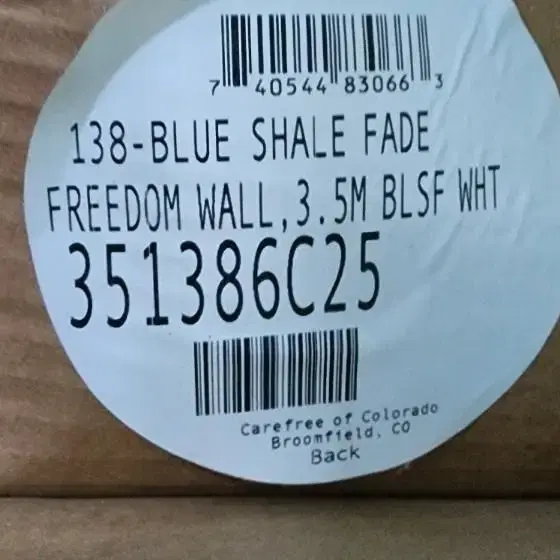 7 40544 83066 3
138-BLUE SHALE FADE
FREEDOM WALL,3.5M BLSF WHT
351386C25
Carefree of Colorado
Broomfield, CO
Back